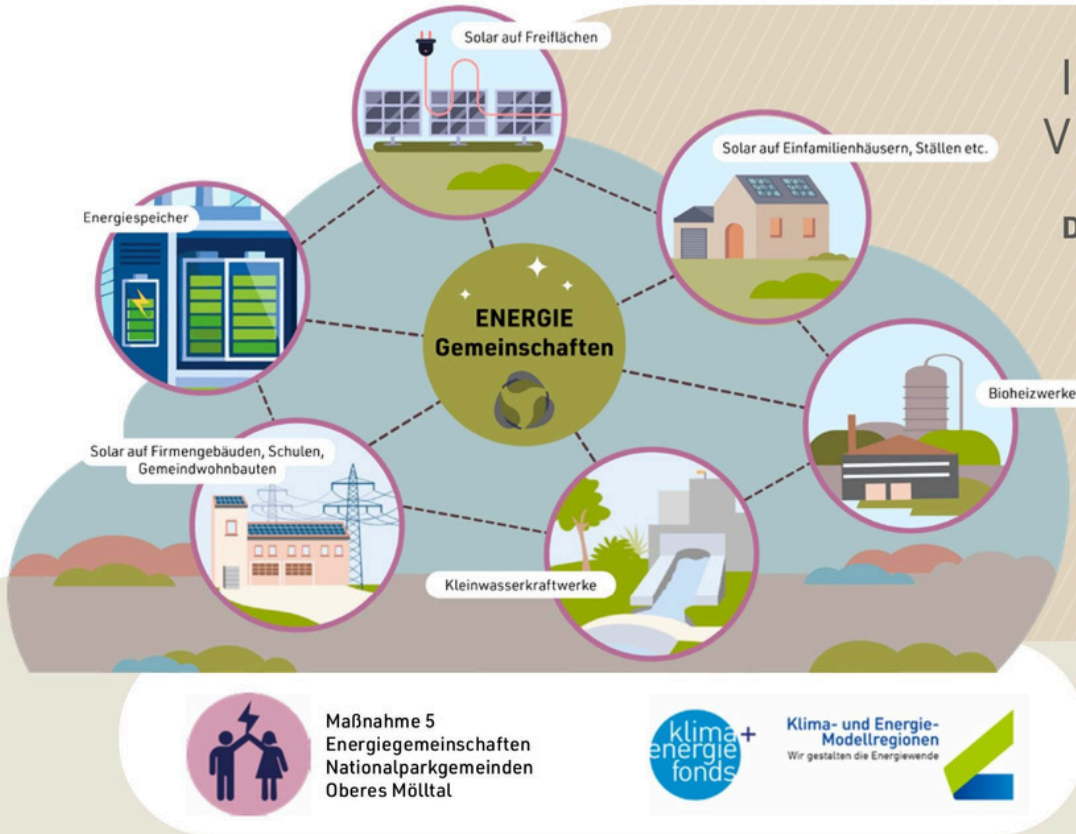 Solar auf Freiflächen
I
V
Solar auf Einfamilienhäusern, Ställen etc.
D
Energiespeicher
ENERGIE
Gemeinschaften
Bioheizwerke
Solar auf Firmengebäuden, Schulen,
Gemeindwohnbauten
Kleinwasserkraftwerke
Maßnahme 5
Energiegemeinschaften
Nationalparkgemeinden
Oberes Mölltal
klima+
energie
fonds
Klima- und Energie-
Modellregionen
Wir gestalten die Energiewende